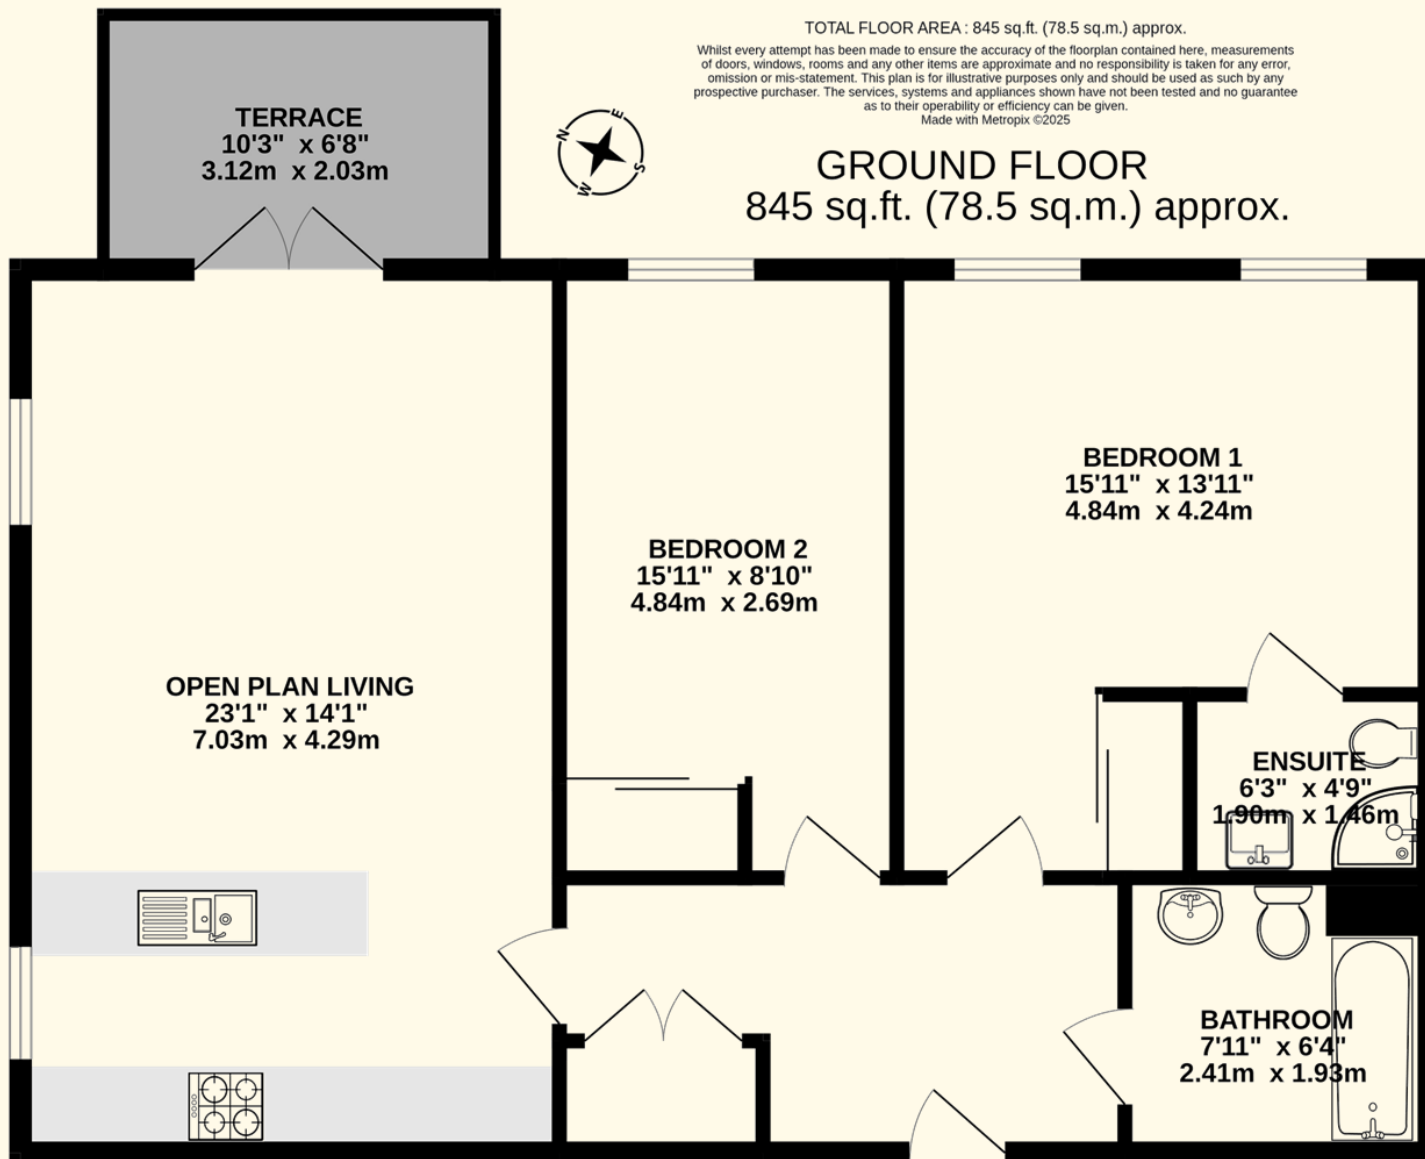 TOTAL FLOOR AREA : 845 sq.ft. (78.5 sq.m.) approx.
Whilst every attempt has been made to ensure the accuracy of the floorplan contained here, measurements
of doors, windows, rooms and any other items are approximate and no responsibility is taken for any error,
omission or mis-statement. This plan is for illustrative purposes only and should be used as such by any
prospective purchaser. The services, systems and appliances shown have not been tested and no guarantee
as to their operability or efficiency can be given.
Made with Metropix ©2025
GROUND FLOOR
845 sq.ft. (78.5 sq.m.) approx.
N
E
S
W
TERRACE
10'3" x 6'8"
3.12m x 2.03m
BEDROOM 1
15'11" x 13'11"
4.84m x 4.24m
BEDROOM 2
15'11" x 8'10"
4.84m x 2.69m
OPEN PLAN LIVING
23'1" x 14'1"
7.03m x 4.29m
ENSUITE
6'3" x 4'9"
1.90m x 1.46m
BATHROOM
7'11" x 6'4"
2.41m x 1.93m